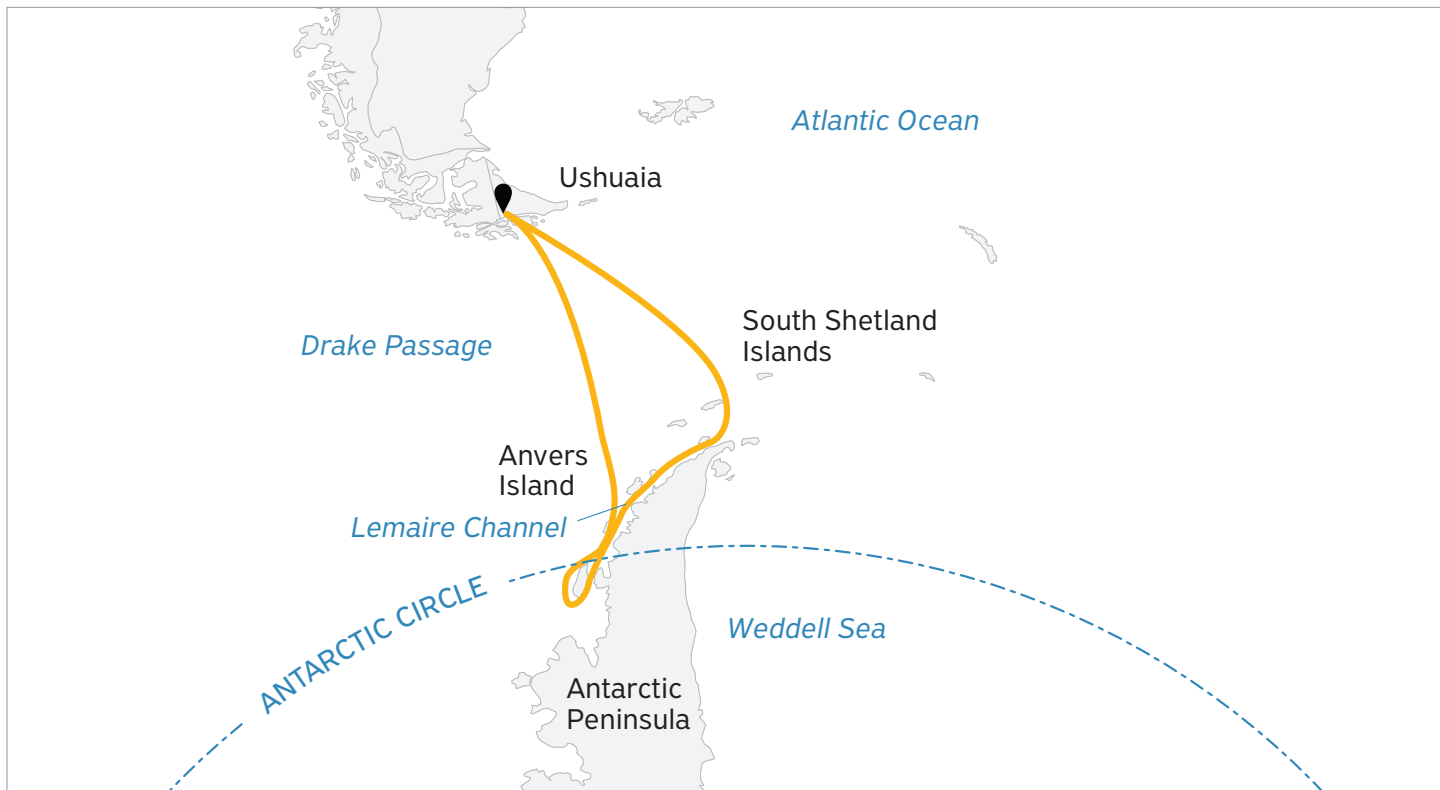 Atlantic Ocean
Ushuaia
South Shetland
Islands
Drake Passage
Anvers
Island
Lemaire Channel
ANTARCTIC CIRCLE
Weddell Sea
Antarctic
Peninsula